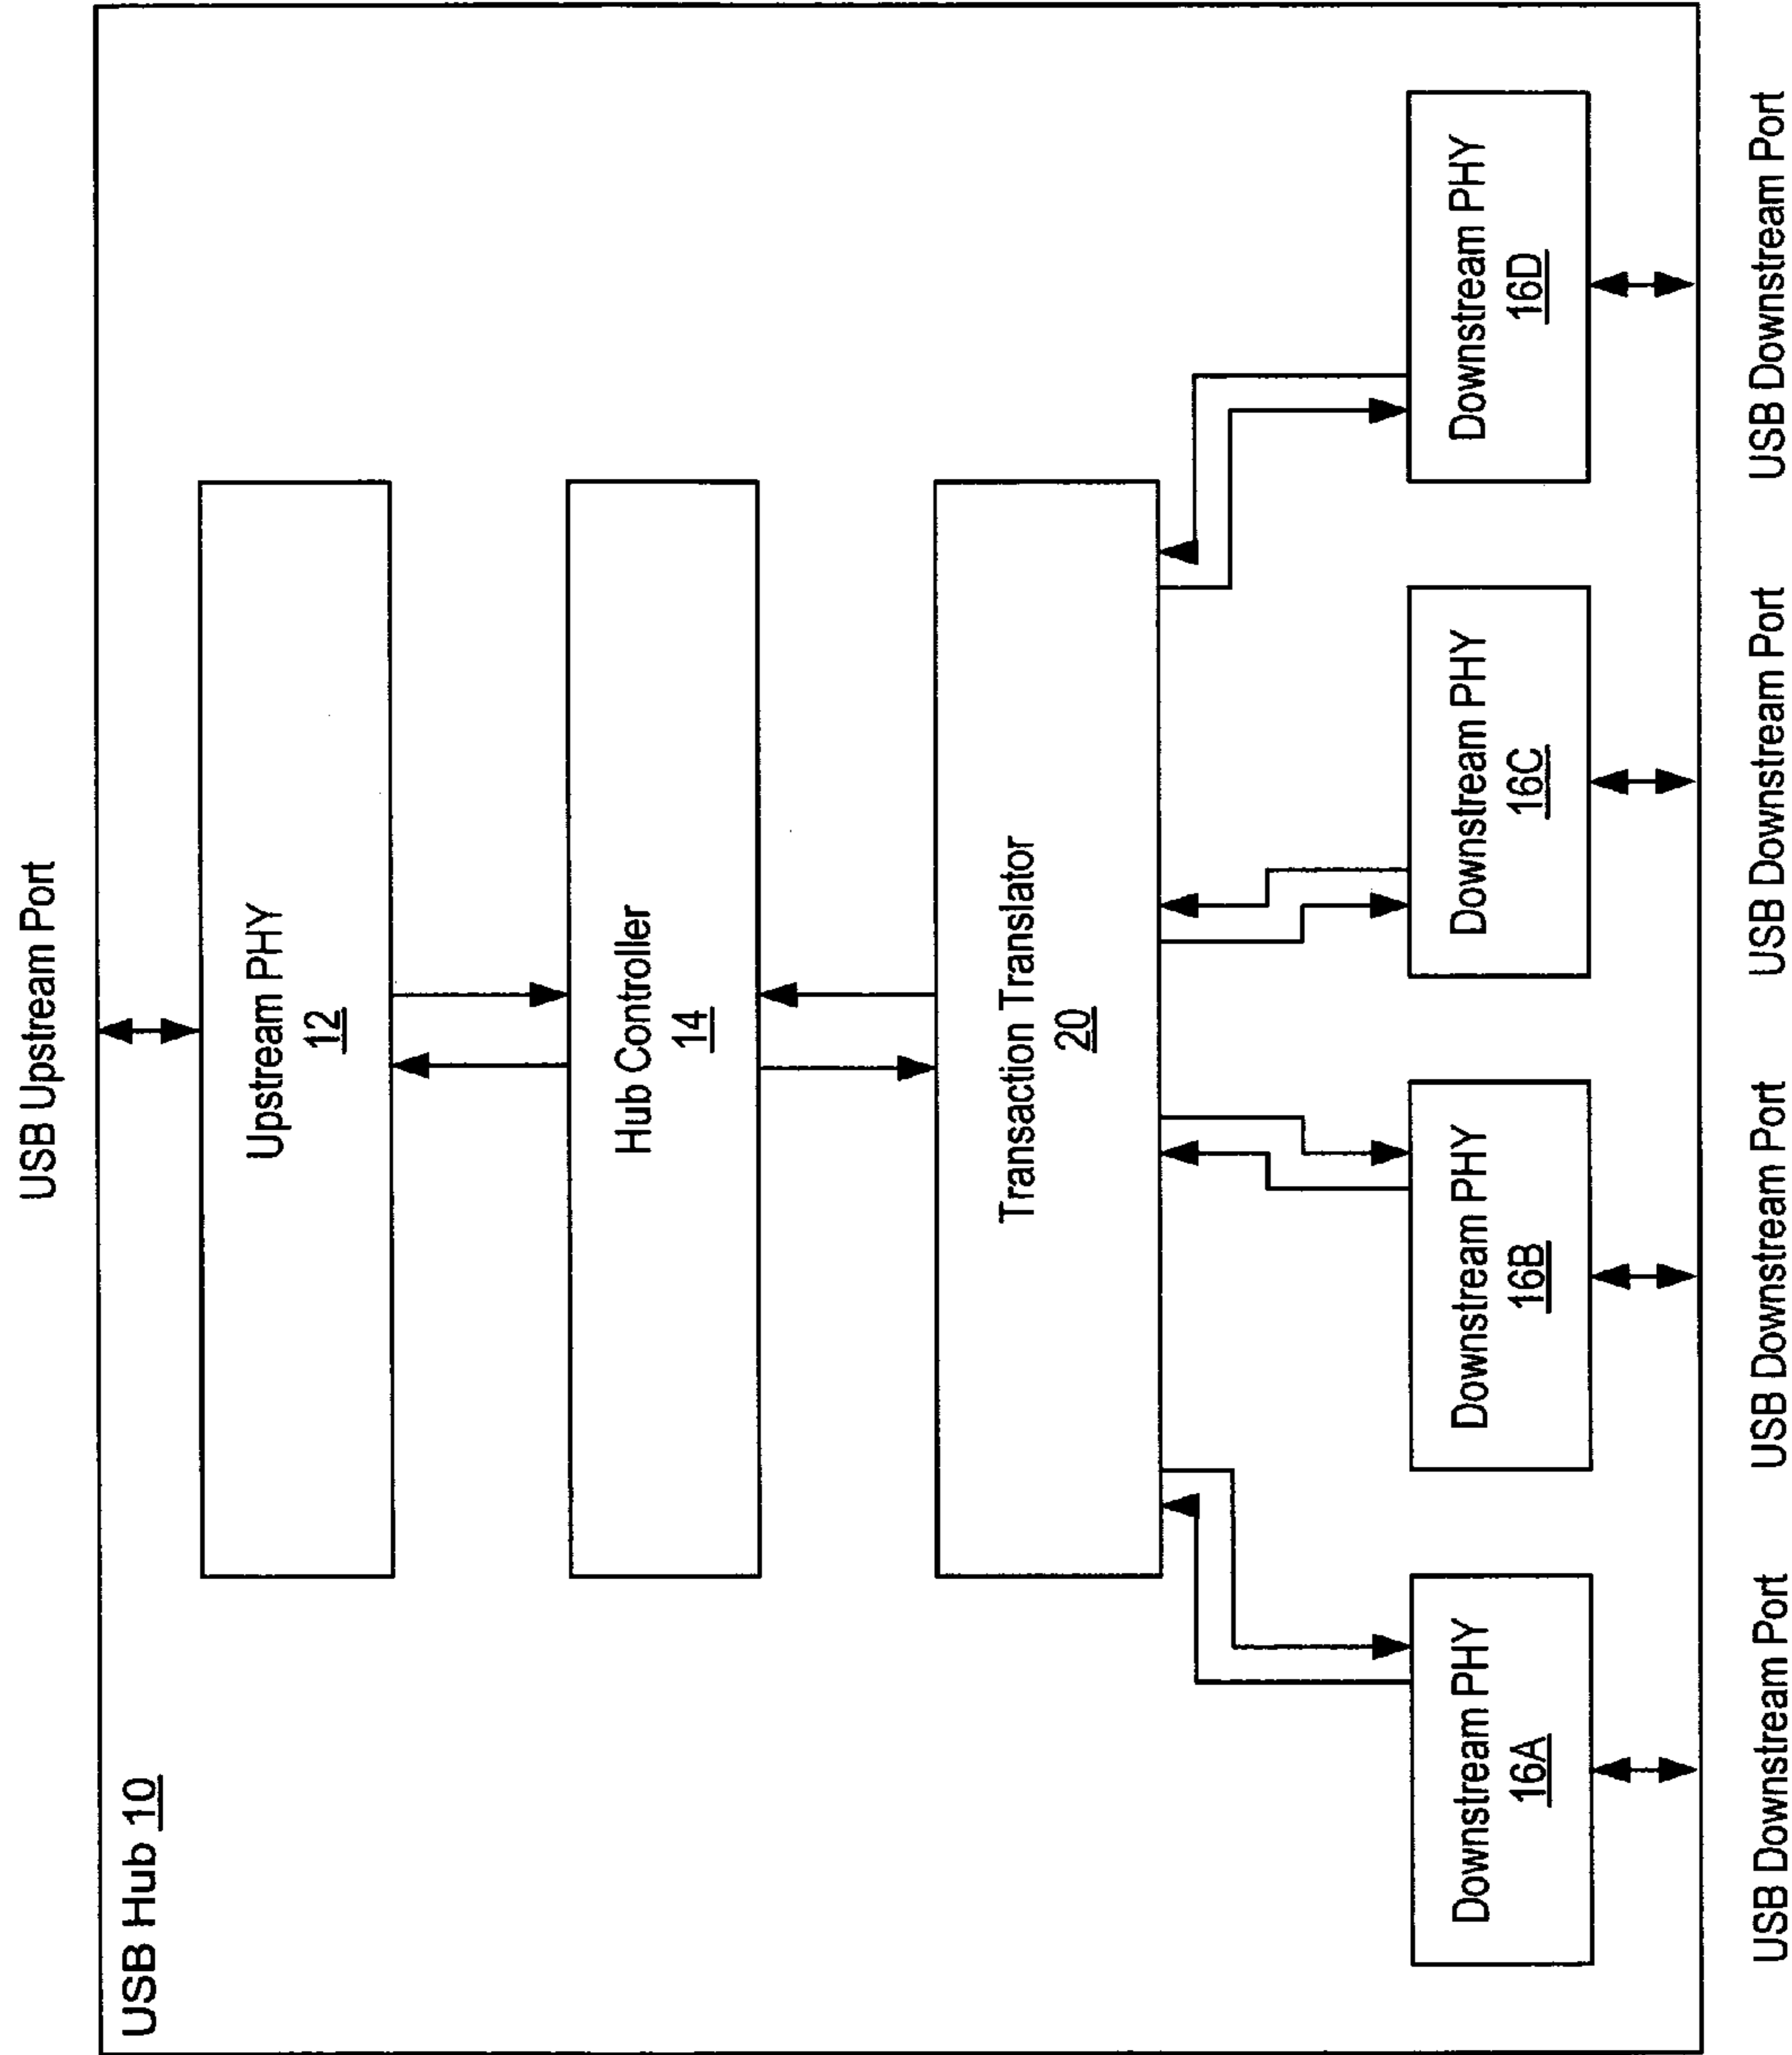 USB Upstream Port
USB Hub 10
Upstream PHY
12
Hub Controller
14
Transaction Translator
20
Downstream PHY
16A
Downstream PHY
16B
Downstream PHY
16C
Downstream PHY
16D
USB Downstream Port
USB Downstream Port
USB Downstream Port
USB Downstream Port